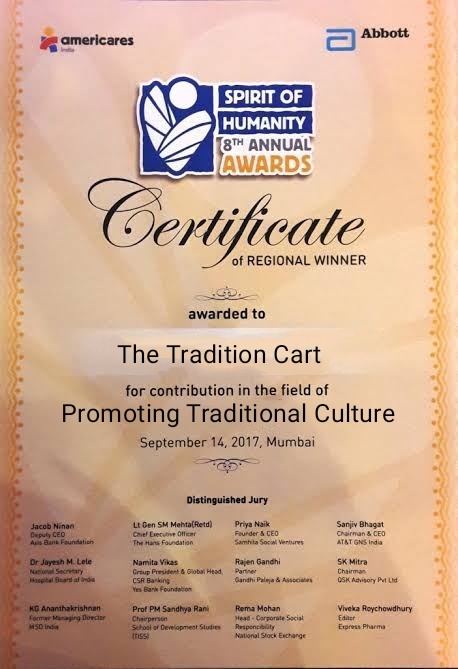 americares
India
Abbott
SPIRIT OF
HUMANITY
8TH ANNUAL
AWARDS
Certificate
of REGIONAL WINNER
awarded to
The Tradition Cart
for contribution in the field of
Promoting Traditional Culture
September 14, 2017, Mumbai
Distinguished Jury
Jacob Ninan
Deputy CEO
Axis Bank Foundation
Lt Gen SM Mehta(Retd)
Chief Executive Officer
The Hans Foundation
Priya Naik
Founder & CEO
Samhita Social Ventures
Sanjiv Bhagat
Chairman & CEO
AT&T GNS India
Dr Jayesh M. Lele
National Secretary
Hospital Board of India
Namita Vikas
Group President & Global Head,
CSR Banking
Yes Bank Foundation
Rajen Gandhi
Partner
Gandhi Paleja & Associates
SK Mitra
Chairman
QSK Advisory Pvt Ltd
KG Ananthakrishnan
Former Managing Director
MSD India
Prof PM Sandhya Rani
Chairperson
School of Development Studies
(TISS)
Rema Mohan
Head - Corporate Social
Responsibility
National Stock Exchange
Viveka Roychowdhury
Editor
Express Pharma